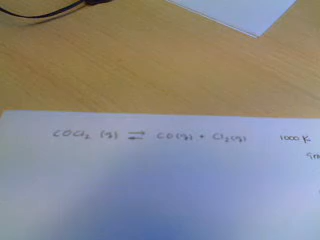 COCl₂ (g) ⇌ CO(g) + Cl₂(g) 1000 K